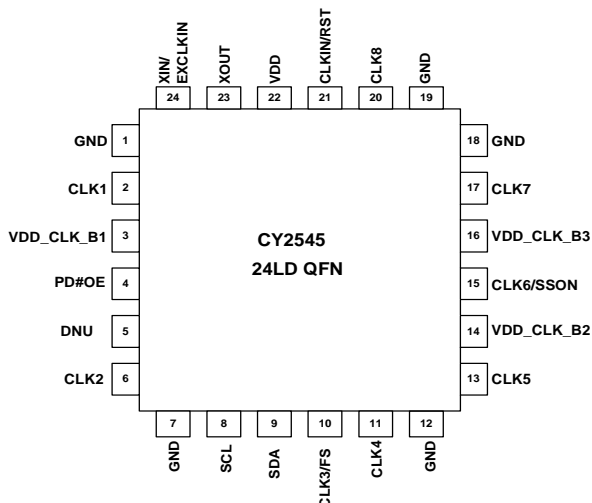 XIN/
EXCLKIN
XOUT
VDD
CLKIN/RST
CLK8
GND
24
23
22
21
20
19
GND 1
CLK1 2
VDD_CLK_B1 3
PD#OE 4
DNU 5
CLK2 6
CY2545
24LD QFN
18 GND
17 CLK7
16 VDD_CLK_B3
15 CLK6/SSON
14 VDD_CLK_B2
13 CLK5
7
8
9
10
11
12
GND
SCL
SDA
CLK3/FS
CLK4
GND